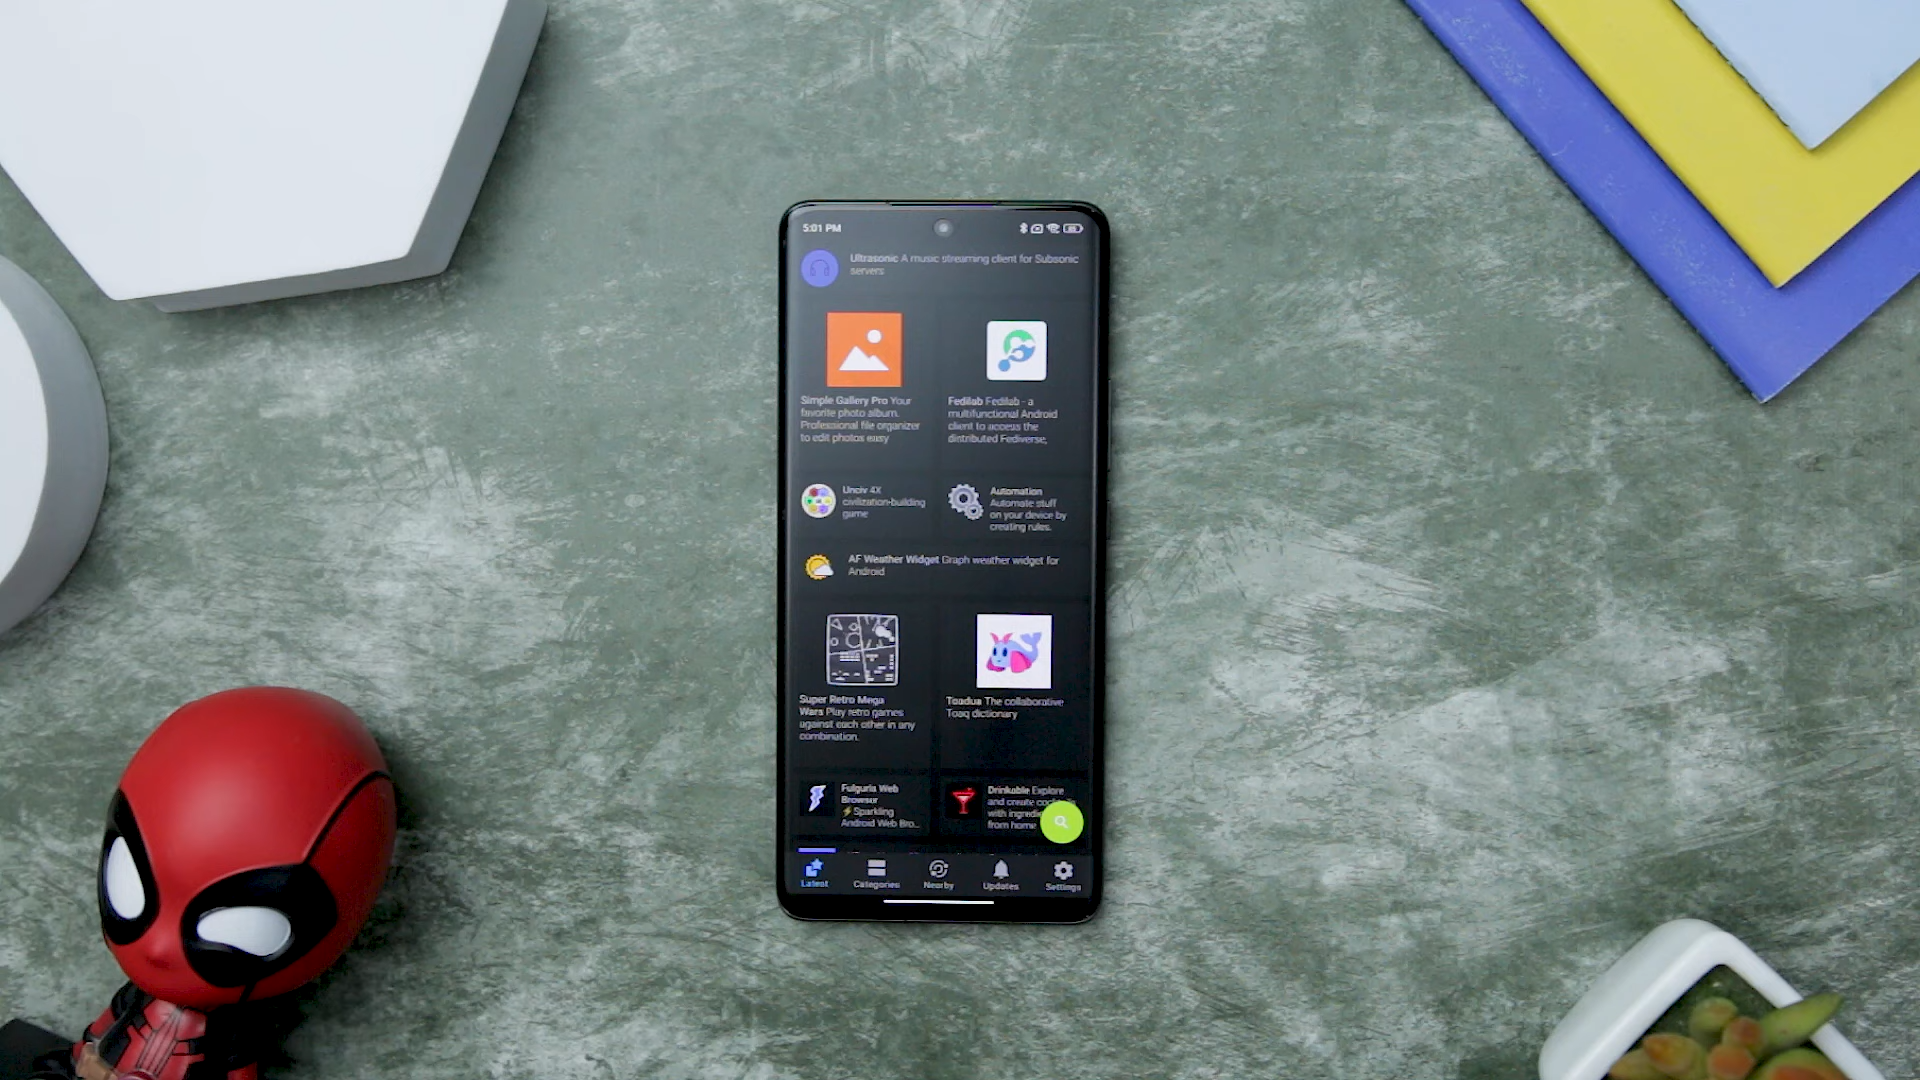 5:01 PM
Ultrasonic A music streaming client for Subsonic
servers
Simple Gallery Pro Your
favorite photo album.
Professional file organizer
to edit photos easy
Fedilab Fedilab - a
multifunctional Android
client to access the
distributed Fediverse,
Unciv 4X
civilization-building
game
Automation
Automate stuff
on your device by
creating rules.
AF Weather Widget Graph weather widget for
Android
Super Retro Mega
Wars Play retro games
against each other in any
combination.
Toadua The collaborative
Toaq dictionary
Fulguris Web
Browser
⚡Sparkling
Android Web Bro...
Drinkable Explore
and create
with
from home
Latest
Categories
Nearby
Updates
Settings